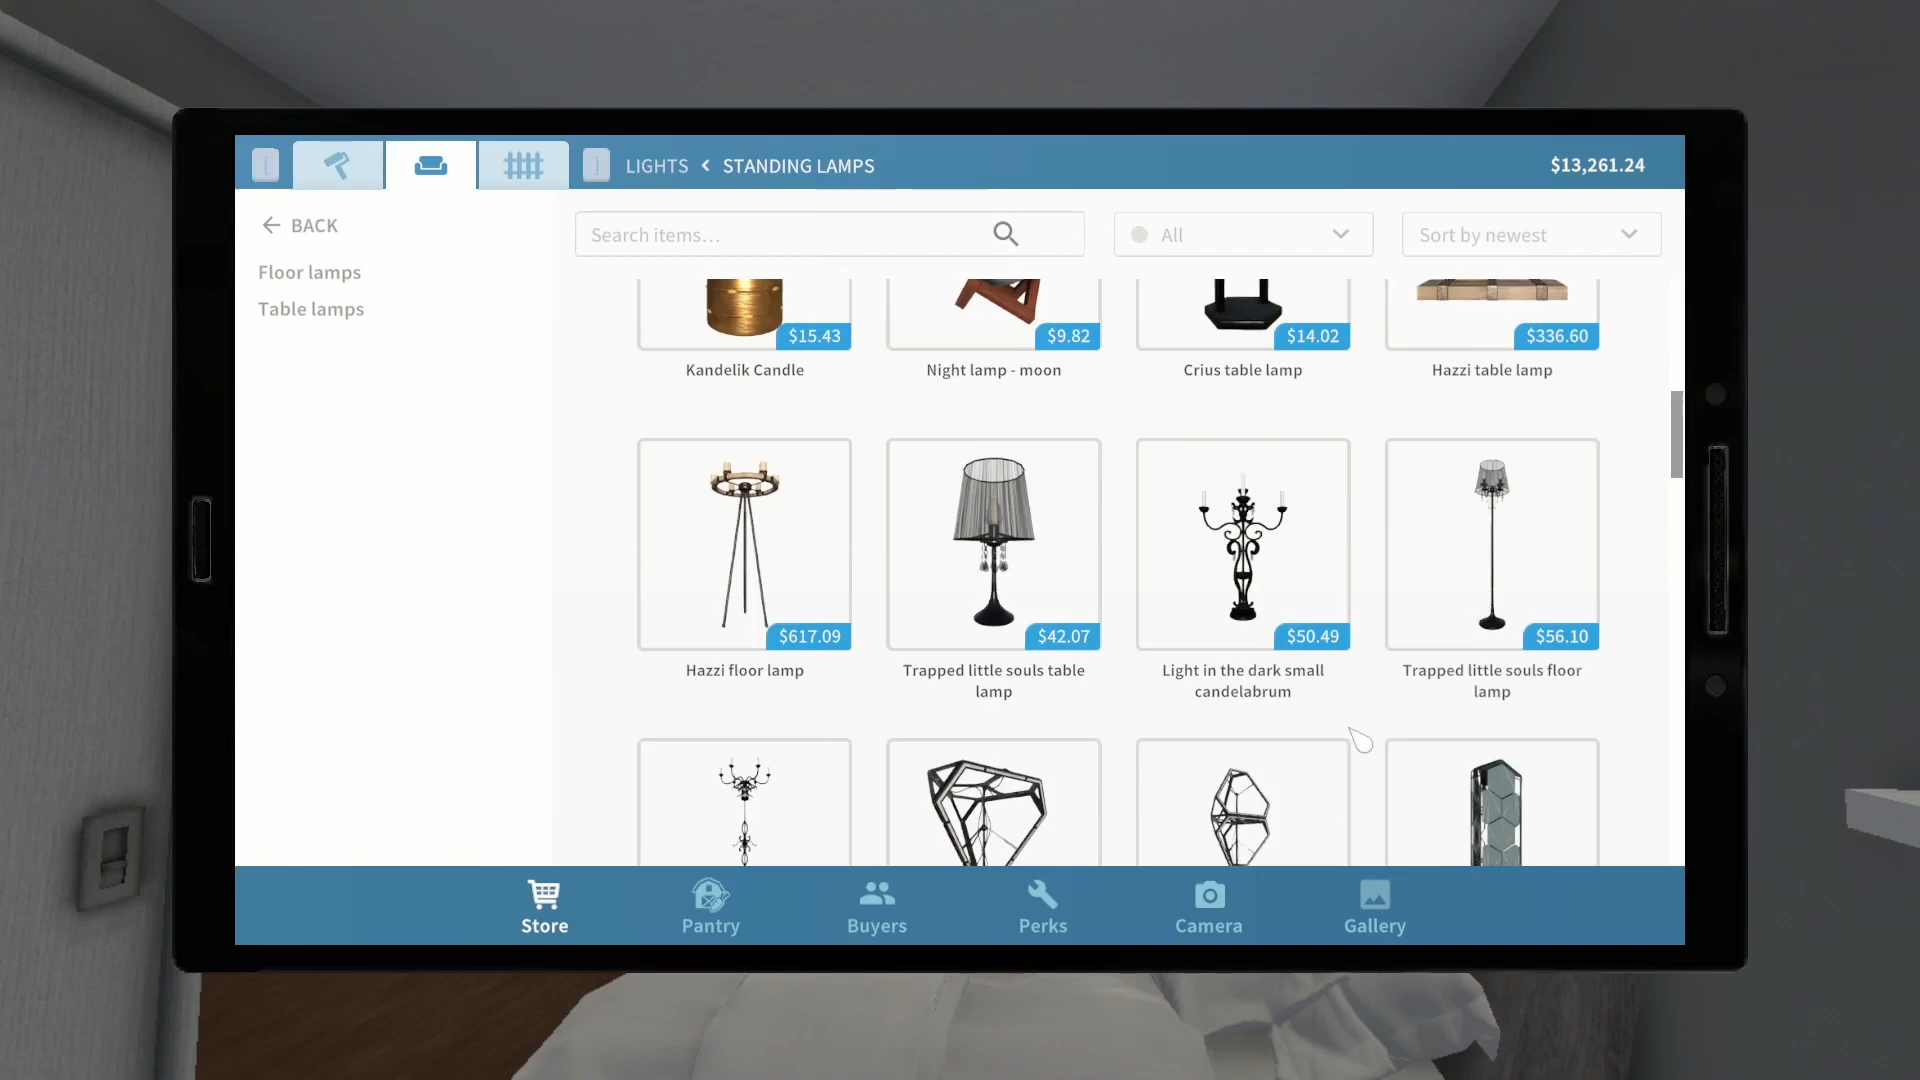 [
]
LIGHTS < STANDING LAMPS
$13,261.24
BACK
Floor lamps
Table lamps
Search items...
All
Sort by newest
$15.43
$9.82
$14.02
$336.60
Kandelik Candle
Night lamp - moon
Crius table lamp
Hazzi table lamp
$617.09
$42.07
$50.49
$56.10
Hazzi floor lamp
Trapped little souls table
lamp
Light in the dark small
candelabrum
Trapped little souls floor
lamp
Store
Pantry
Buyers
Perks
Camera
Gallery